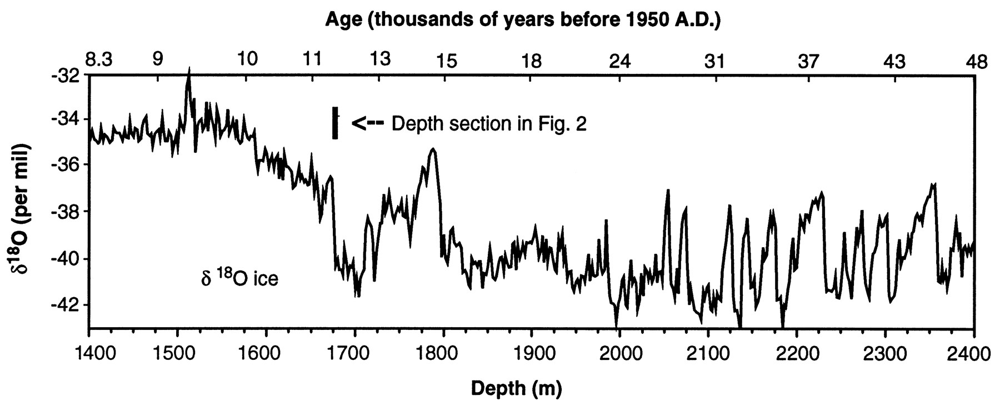 Age (thousands of years before 1950 A.D.)
8.3 9 10 11 13 15 18 24 31 37 43 48
-32
-34
<-- Depth section in Fig. 2
-36
-38
-40
-42
δ18O (per mil)
δ 18O ice
1400 1500 1600 1700 1800 1900 2000 2100 2200 2300 2400
Depth (m)